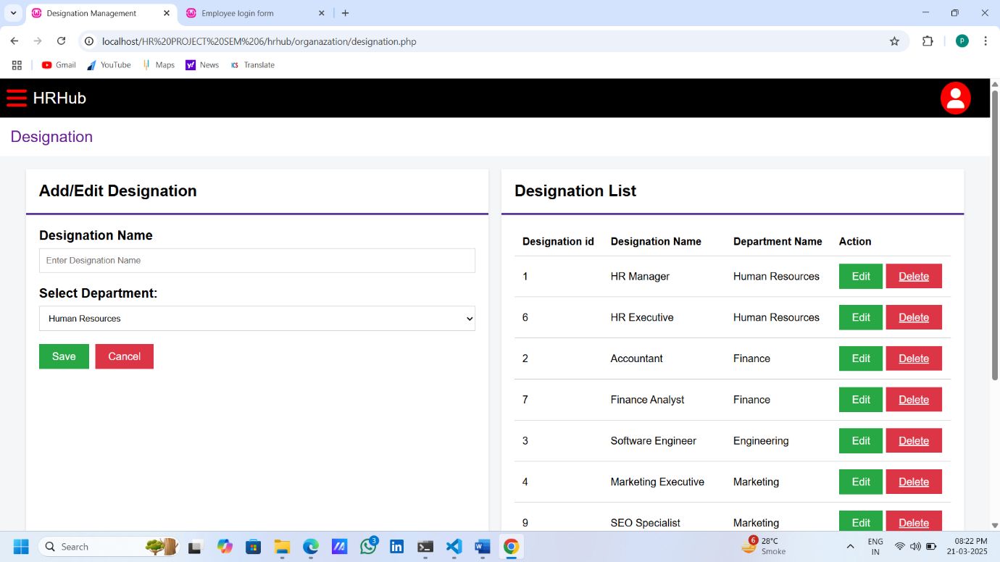 Designation Management
Employee login form
localhost/HR%20PROJECT%20SEM%206/hrhub/organazation/designation.php
P
Gmail
YouTube
Maps
News
Translate
HRHub
Designation
Add/Edit Designation
Designation Name
Enter Designation Name
Select Department:
Human Resources
Save Cancel
Designation List
Designation id Designation Name Department Name Action
1 HR Manager Human Resources Edit Delete
6 HR Executive Human Resources Edit Delete
2 Accountant Finance Edit Delete
7 Finance Analyst Finance Edit Delete
3 Software Engineer Engineering Edit Delete
4 Marketing Executive Marketing Edit Delete
9 SEO Specialist Marketing Edit Delete
Search
3
6
28°C
Smoke
ENG
IN
08:22 PM
21-03-2025